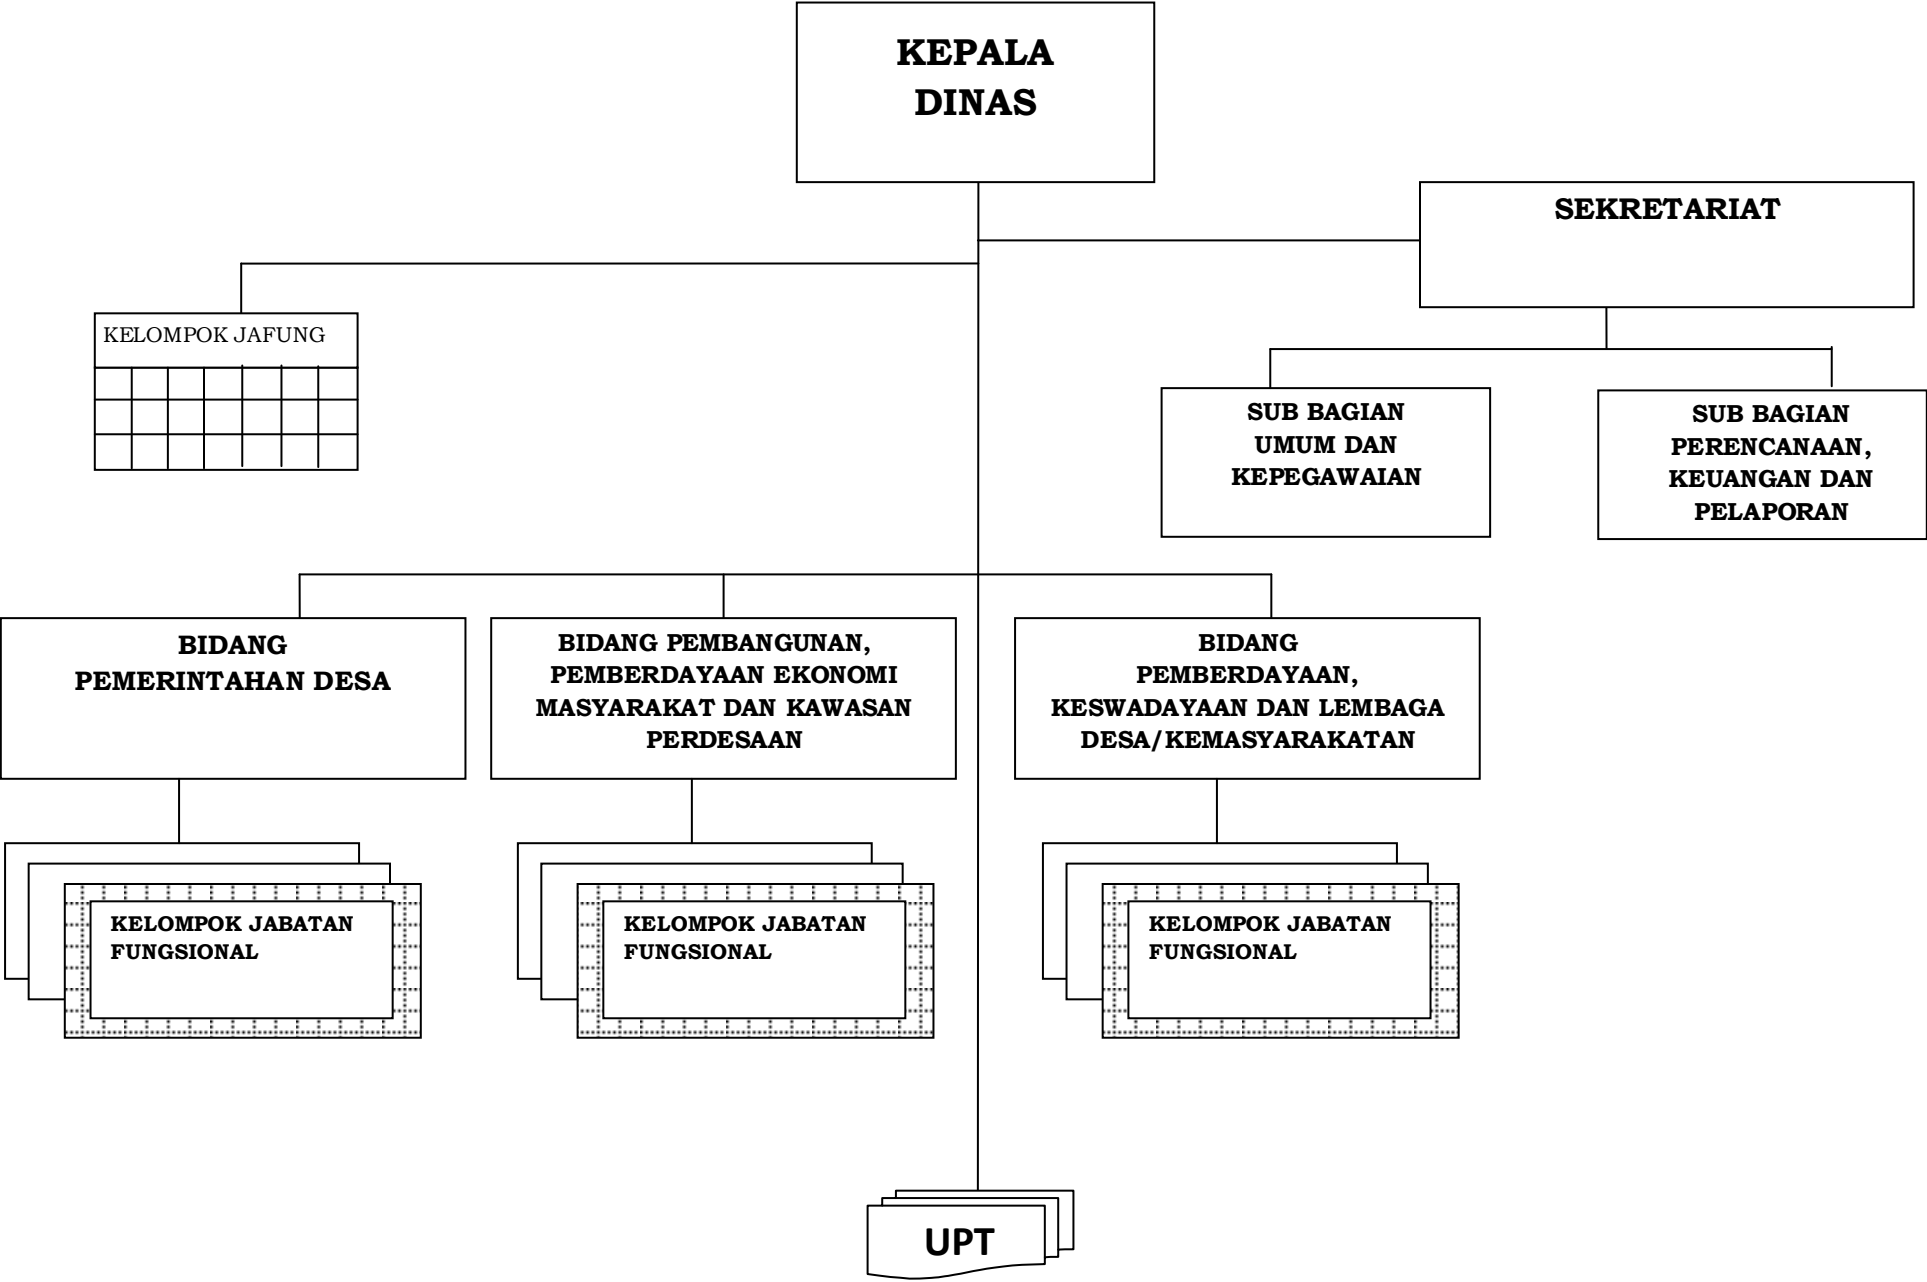 KEPALA
DINAS
SEKRETARIAT
KELOMPOK JAFUNG
SUB BAGIAN
UMUM DAN
KEPEGAWAIAN
SUB BAGIAN
PERENCANAAN,
KEUANGAN DAN
PELAPORAN
BIDANG
PEMERINTAHAN DESA
BIDANG PEMBANGUNAN,
PEMBERDAYAAN EKONOMI
MASYARAKAT DAN KAWASAN
PERDESAAN
BIDANG
PEMBERDAYAAN,
KESWADAYAAN DAN LEMBAGA
DESA/KEMASYARAKATAN
KELOMPOK JABATAN
FUNGSIONAL
KELOMPOK JABATAN
FUNGSIONAL
KELOMPOK JABATAN
FUNGSIONAL
UPT